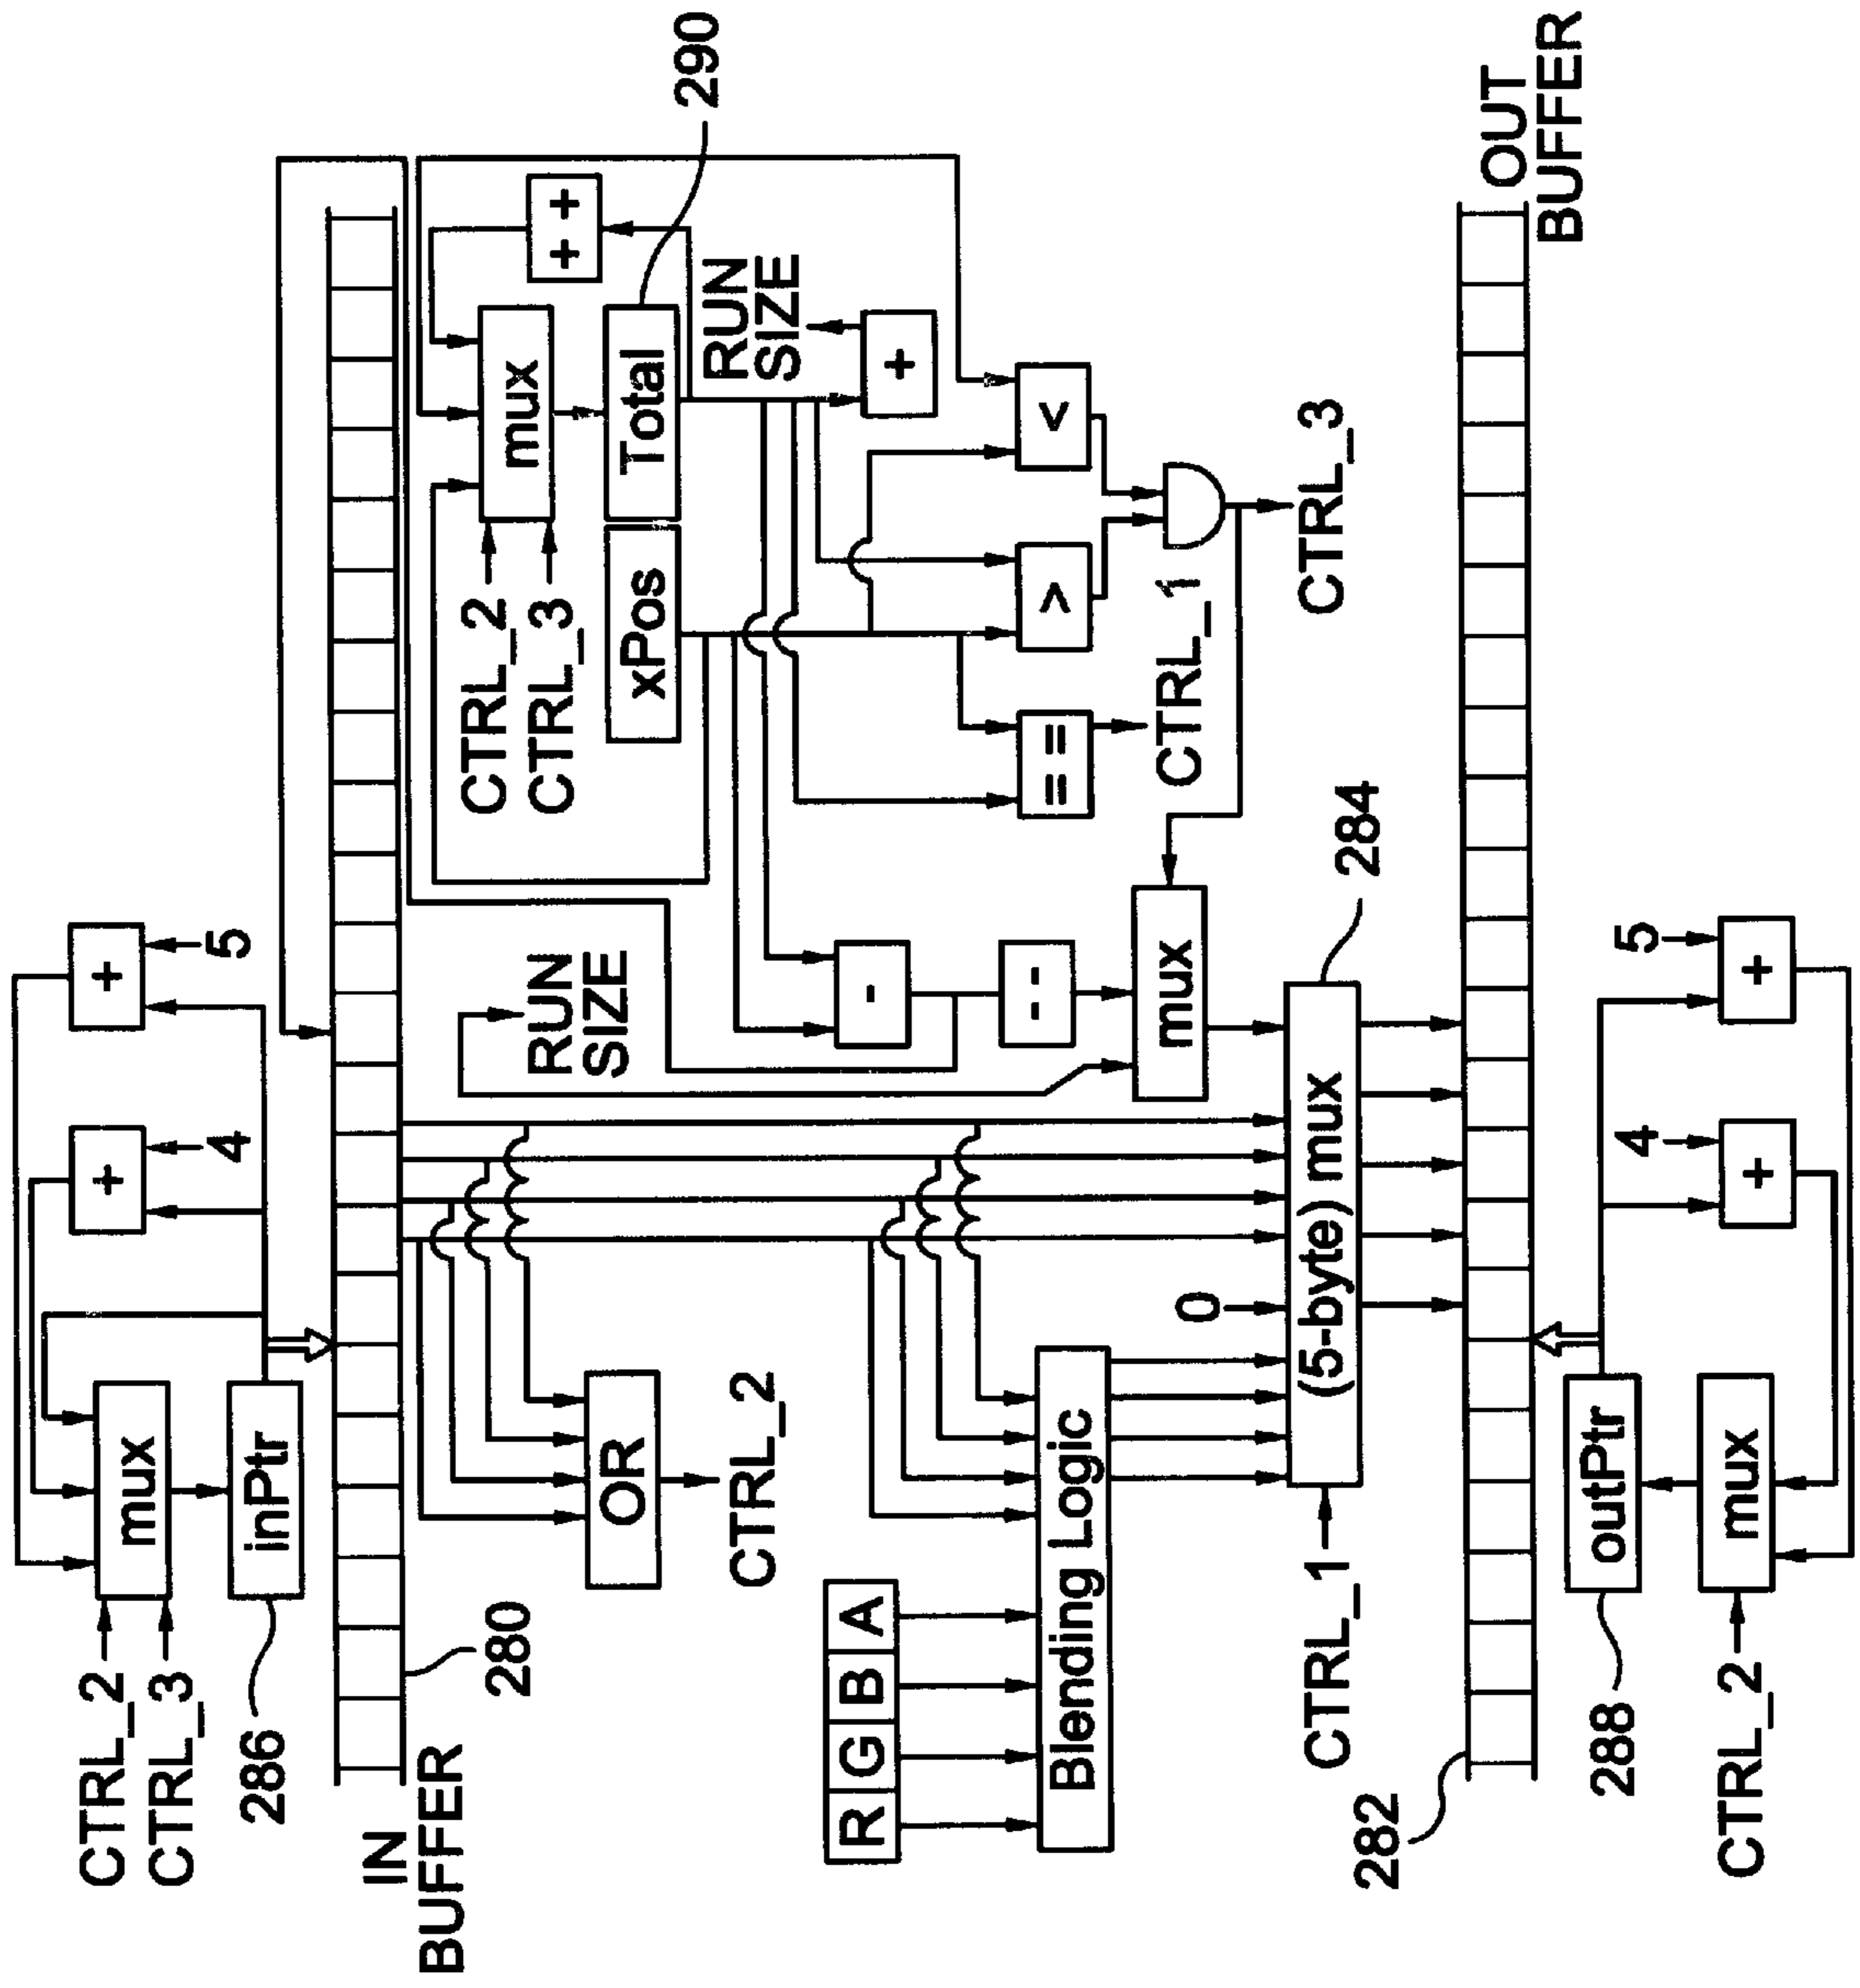 CTRL_2
CTRL_3
mux
+
+
4
5
286
inPtr
IN
BUFFER
280
CTRL_2
CTRL_3
mux
+ +
RUN
SIZE
OR
CTRL_2
xPos
Total
290
RUN
SIZE
+
R G B A
-
- -
= =
>
<
Blending Logic
0
mux
CTRL_1
CTRL_3
CTRL_1
(5-byte) mux
284
282
OUT
BUFFER
288
outPtr
4
5
CTRL_2
mux
+
+